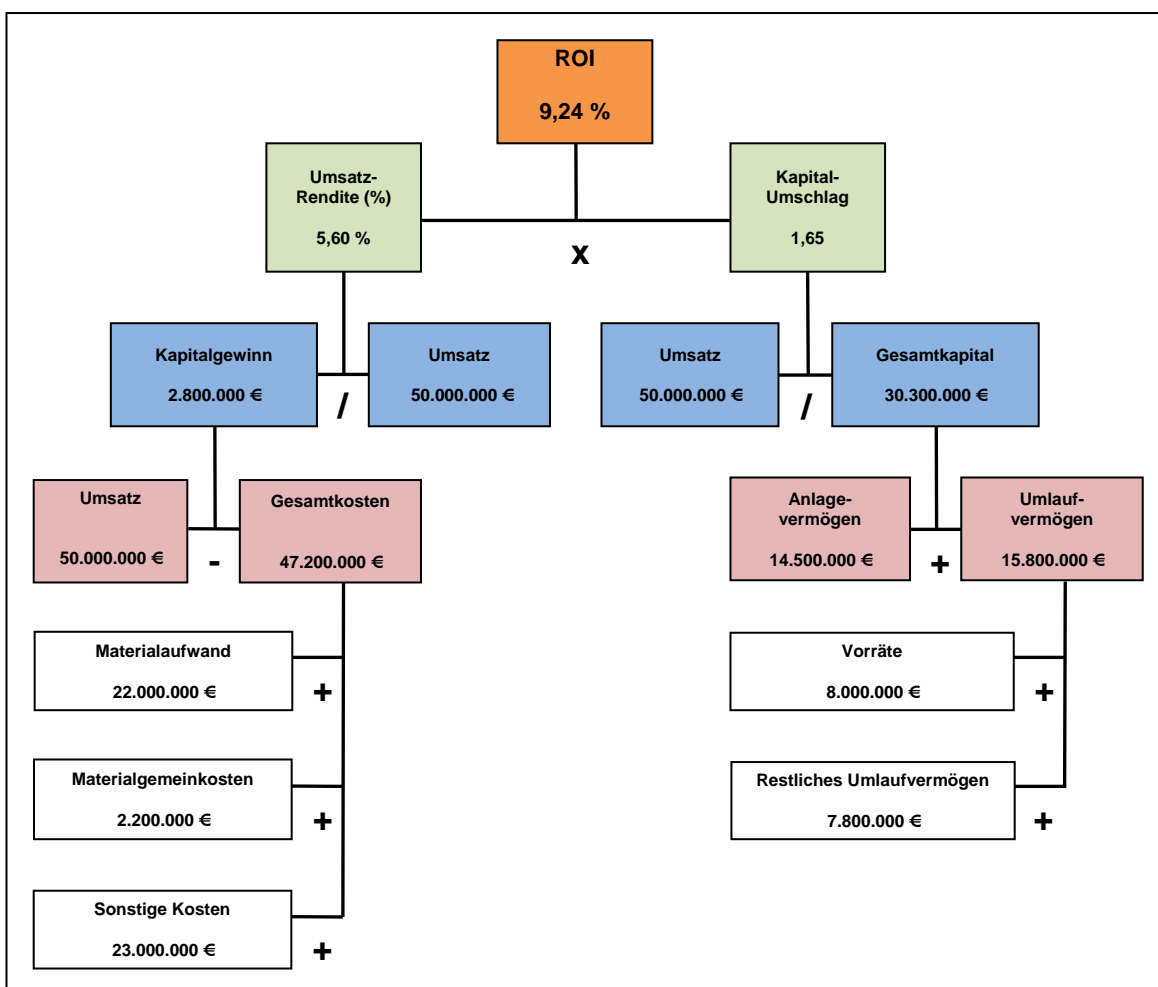 ROI
9,24 %
Umsatz-
Rendite (%)
5,60 %
Kapital-
Umschlag
1,65
x
Kapitalgewinn
2.800.000 €
/
Umsatz
50.000.000 €
Umsatz
50.000.000 €
/
Gesamtkapital
30.300.000 €
Umsatz
50.000.000 €
-
Gesamtkosten
47.200.000 €
Anlage-
vermögen
14.500.000 €
+
Umlauf-
vermögen
15.800.000 €
Materialaufwand
22.000.000 €
+
Vorräte
8.000.000 €
+
Materialgemeinkosten
2.200.000 €
+
Restliches Umlaufvermögen
7.800.000 €
+
Sonstige Kosten
23.000.000 €
+